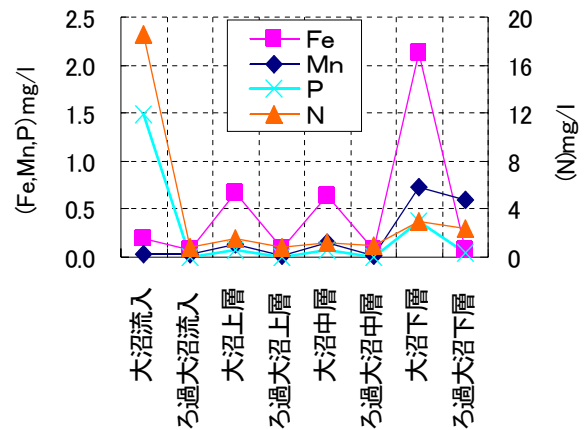 2.5
2.0
1.5
1.0
0.5
0.0
(Fe,Mn,P) mg/l
Fe
Mn
P
N
20
16
12
8
4
0
(N)mg/l
大沼流入
ろ過大沼流入
大沼上層
ろ過大沼上層
大沼中層
ろ過大沼中層
大沼下層
ろ過大沼下層